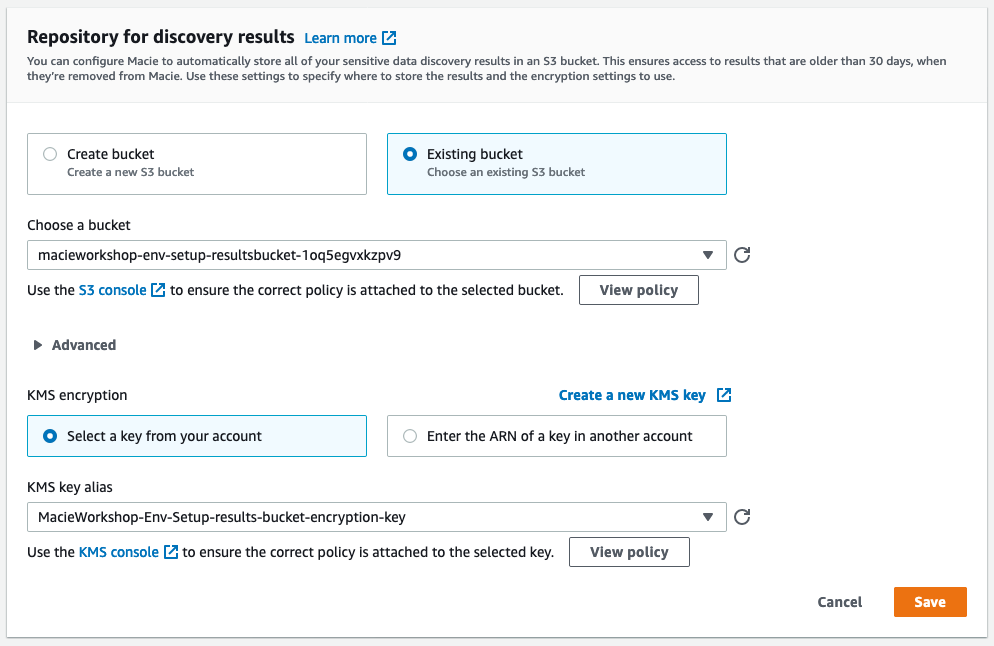 Repository for discovery results Learn more
You can configure Macie to automatically store all of your sensitive data discovery results in an S3 bucket. This ensures access to results that are older than 30 days, when
they're removed from Macie. Use these settings to specify where to store the results and the encryption settings to use.
Create bucket
Create a new S3 bucket
Existing bucket
Choose an existing S3 bucket
Choose a bucket
macieworkshop-env-setup-resultsbucket-1oq5egvxkzpv9
Use the S3 console to ensure the correct policy is attached to the selected bucket. View policy
Advanced
KMS encryption Create a new KMS key
Select a key from your account Enter the ARN of a key in another account
KMS key alias
MacieWorkshop-Env-Setup-results-bucket-encryption-key
Use the KMS console to ensure the correct policy is attached to the selected key. View policy
Cancel Save